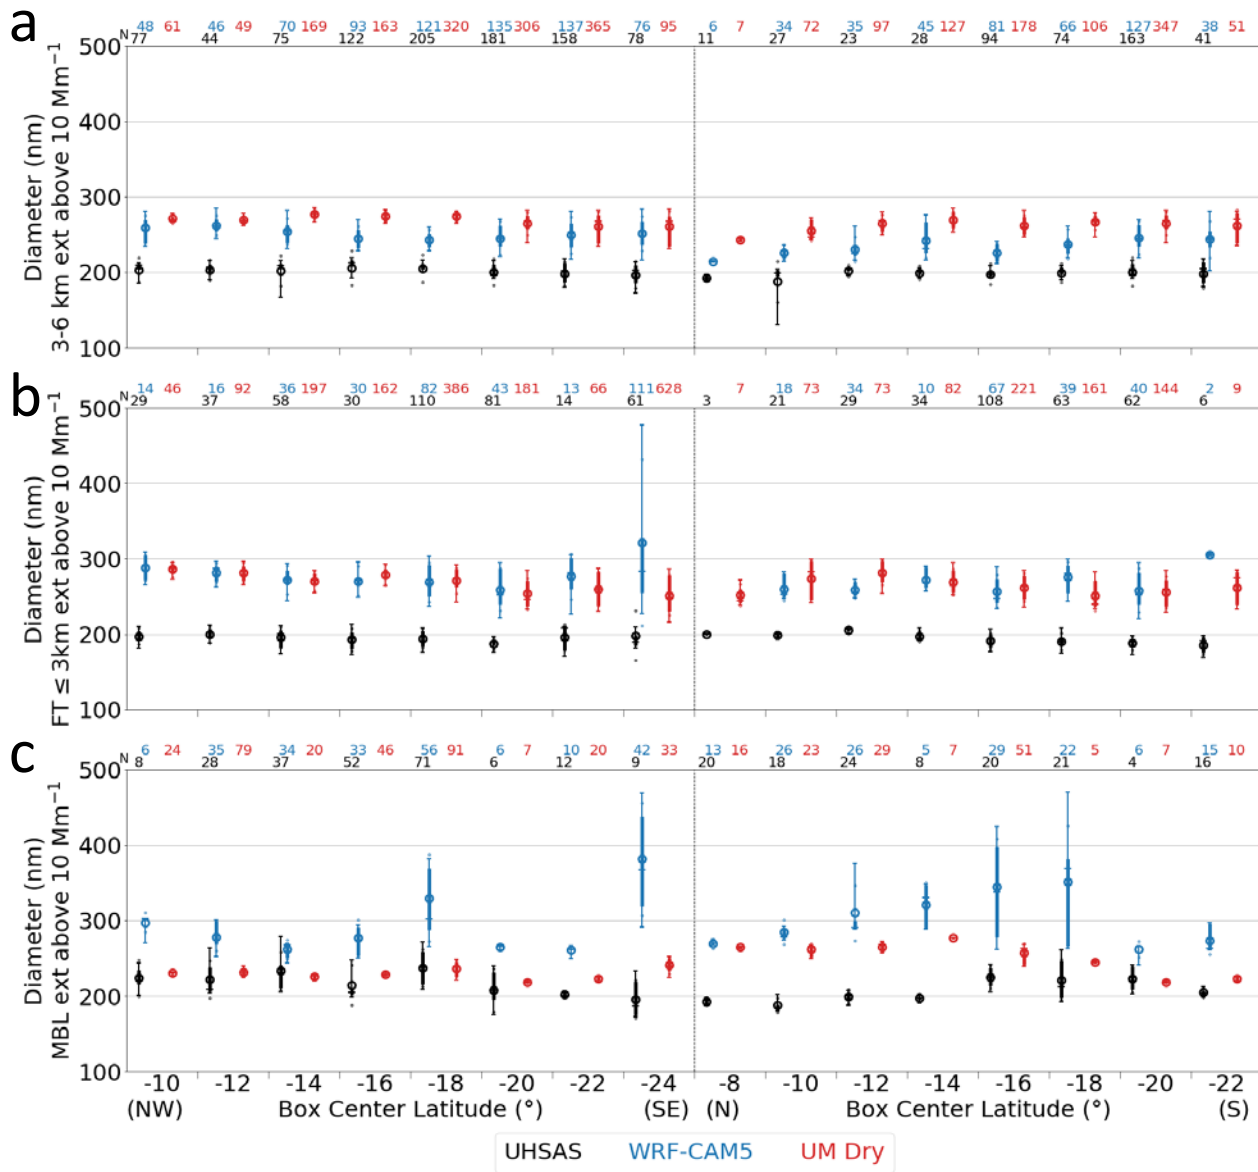 a
N 48 61 46 49 70 169 93 163 121 320 135 306 137 365 76 95 6 7 34 72 35 97 45 127 81 178 66 106 127 347 38 51
77 44 75 122 205 181 158 78 11 27 23 28 94 74 163 41
500
400
300
200
100
Diameter (nm)
3-6 km ext above 10 Mm⁻¹
b
N 14 46 16 92 36 197 30 162 82 386 43 181 13 66 111 628 7 18 73 34 73 10 82 67 221 39 161 40 144 2 9
29 37 58 30 110 81 14 61 3 21 29 34 108 63 62 6
500
400
300
200
100
Diameter (nm)
FT ≤ 3km ext above 10 Mm⁻¹
c
N 6 24 35 79 34 20 33 46 56 91 6 7 10 20 42 33 13 16 26 23 26 29 5 7 29 51 22 5 6 7 15 10
8 28 37 52 71 6 12 9 20 18 24 8 20 21 4 16
500
400
300
200
100
Diameter (nm)
MBL ext above 10 Mm⁻¹
-10 -12 -14 -16 -18 -20 -22 -24 -8 -10 -12 -14 -16 -18 -20 -22
(NW) Box Center Latitude (°) (SE) (N) Box Center Latitude (°) (S)
UHSAS WRF-CAM5 UM Dry